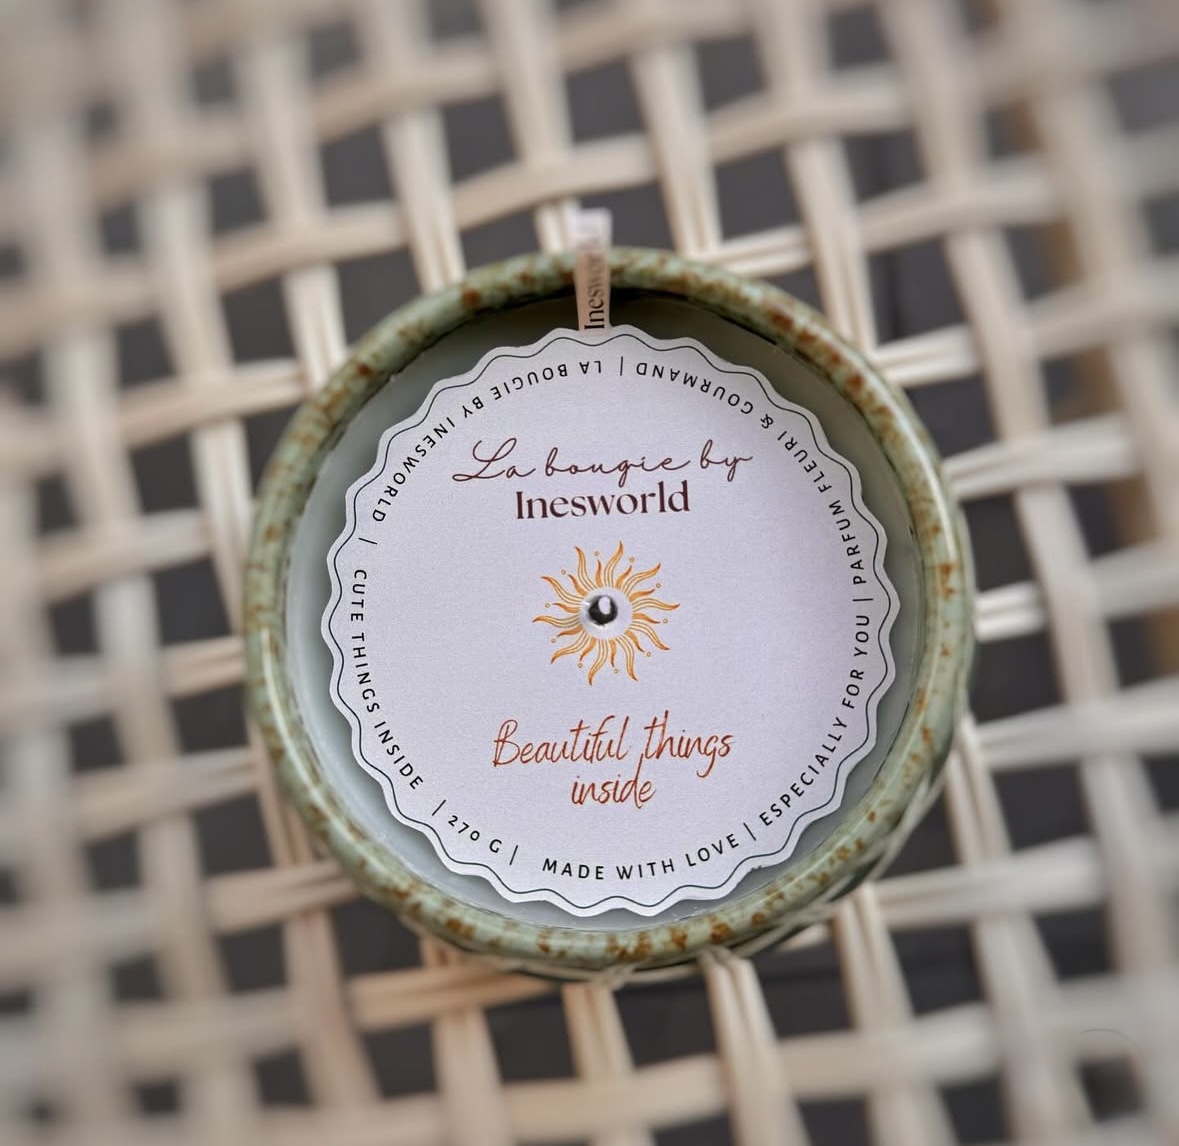 Inesworld
La bougie by
Inesworld
Beautiful things
inside
LA BOUGIE BY INESWORLD | CUTE THINGS INSIDE | 270 G | MADE WITH LOVE | ESPECIALLY FOR YOU | PARFUM FLEURI & GOURMAND |